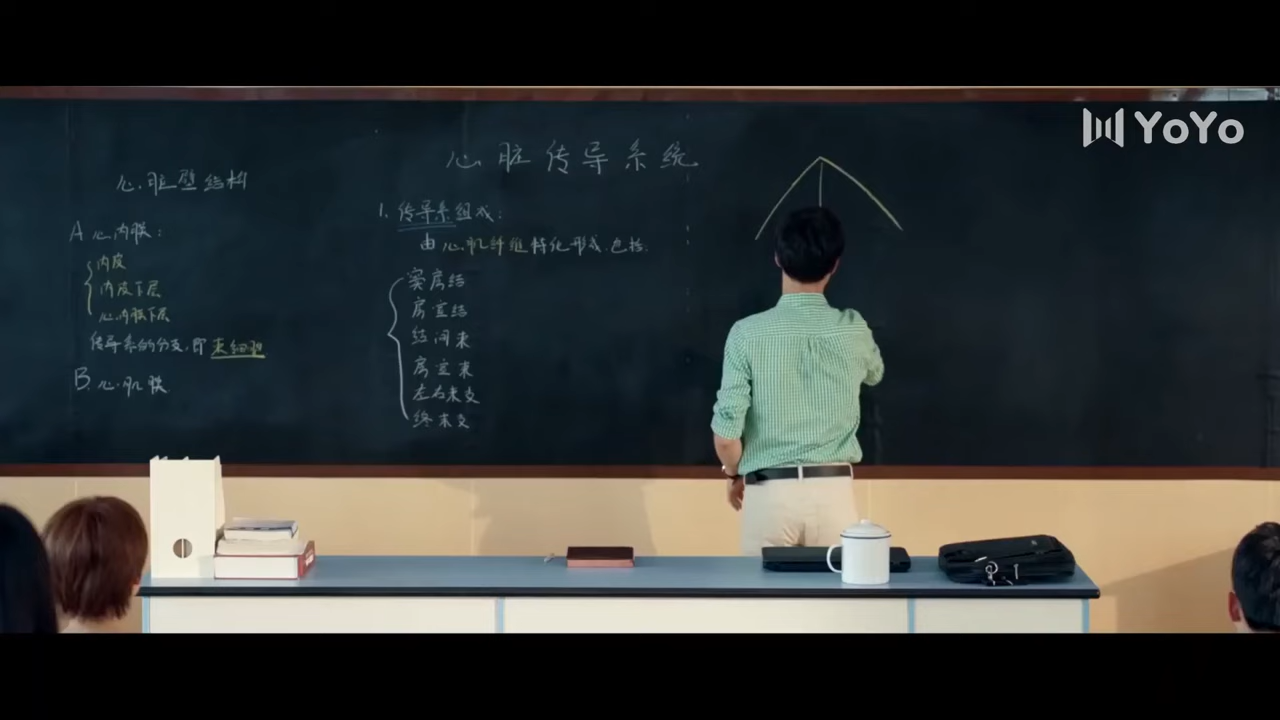 YoYo
心脏传导系统
心脏壁结构
A 心内膜:
内皮
内皮下层
心内膜下层
传导系的分支,即束细胞
B. 心肌膜
1. 传导系组成:
由心肌纤维特化形成.包括:
窦房结
房室结
结间束
房室束
左右束支
终末支